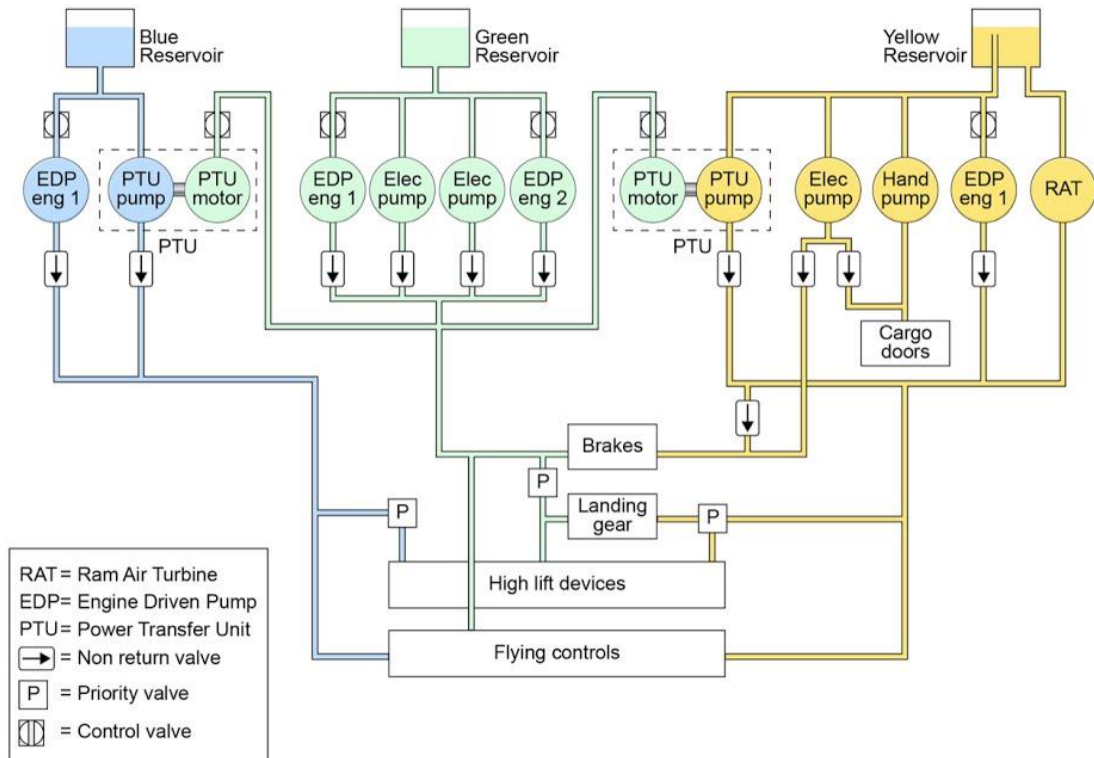 Blue
Reservoir
Green
Reservoir
Yellow
Reservoir
EDP
eng 1
PTU
pump
PTU
motor
EDP
eng 1
Elec
pump
Elec
pump
EDP
eng 2
PTU
motor
PTU
pump
Elec
pump
Hand
pump
EDP
eng 1
RAT
PTU
PTU
Cargo
doors
Brakes
P
P
Landing
gear
P
High lift devices
Flying controls
RAT = Ram Air Turbine
EDP= Engine Driven Pump
PTU= Power Transfer Unit
= Non return valve
P = Priority valve
= Control valve